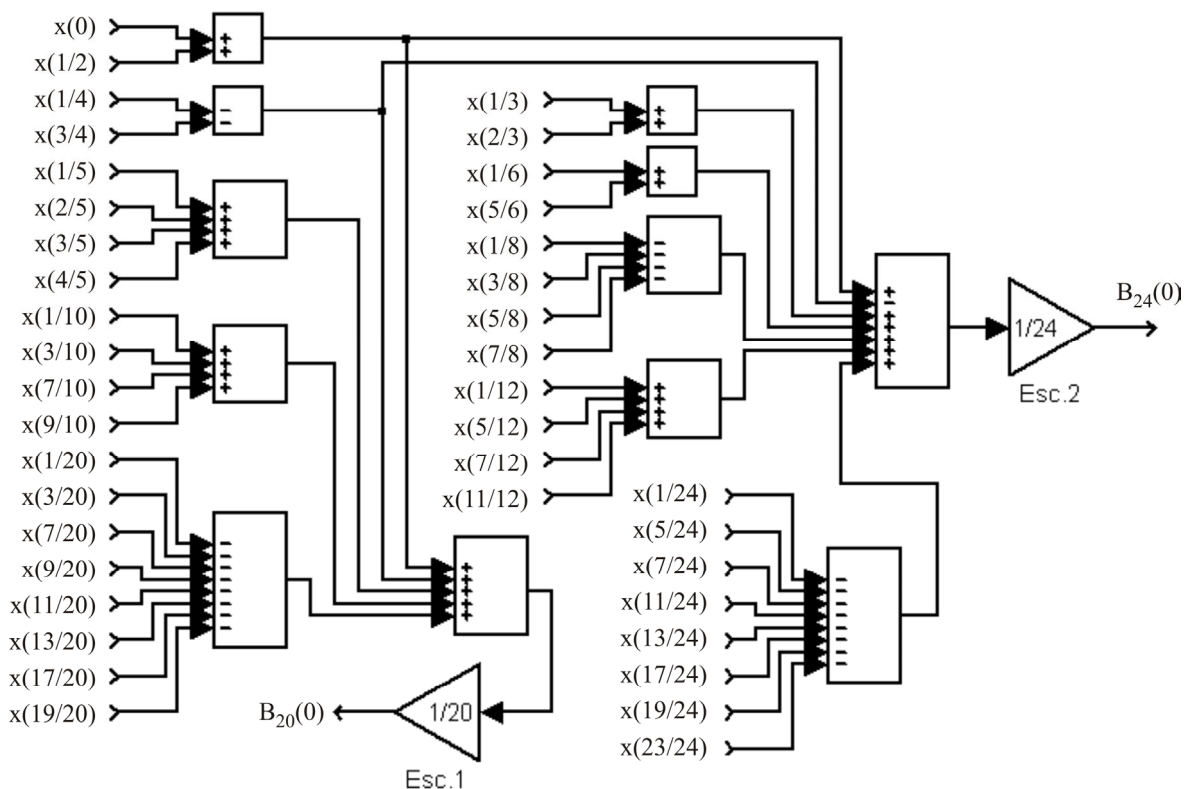 x(0)
x(1/2)
x(1/4)
x(3/4)
x(1/5)
x(2/5)
x(3/5)
x(4/5)
x(1/10)
x(3/10)
x(7/10)
x(9/10)
x(1/20)
x(3/20)
x(7/20)
x(9/20)
x(11/20)
x(13/20)
x(17/20)
x(19/20)
B₂₀(0)
1/20
Esc.1
x(1/3)
x(2/3)
x(1/6)
x(5/6)
x(1/8)
x(3/8)
x(5/8)
x(7/8)
x(1/12)
x(5/12)
x(7/12)
x(11/12)
x(1/24)
x(5/24)
x(7/24)
x(11/24)
x(13/24)
x(17/24)
x(19/24)
x(23/24)
1/24
Esc.2
B₂₄(0)